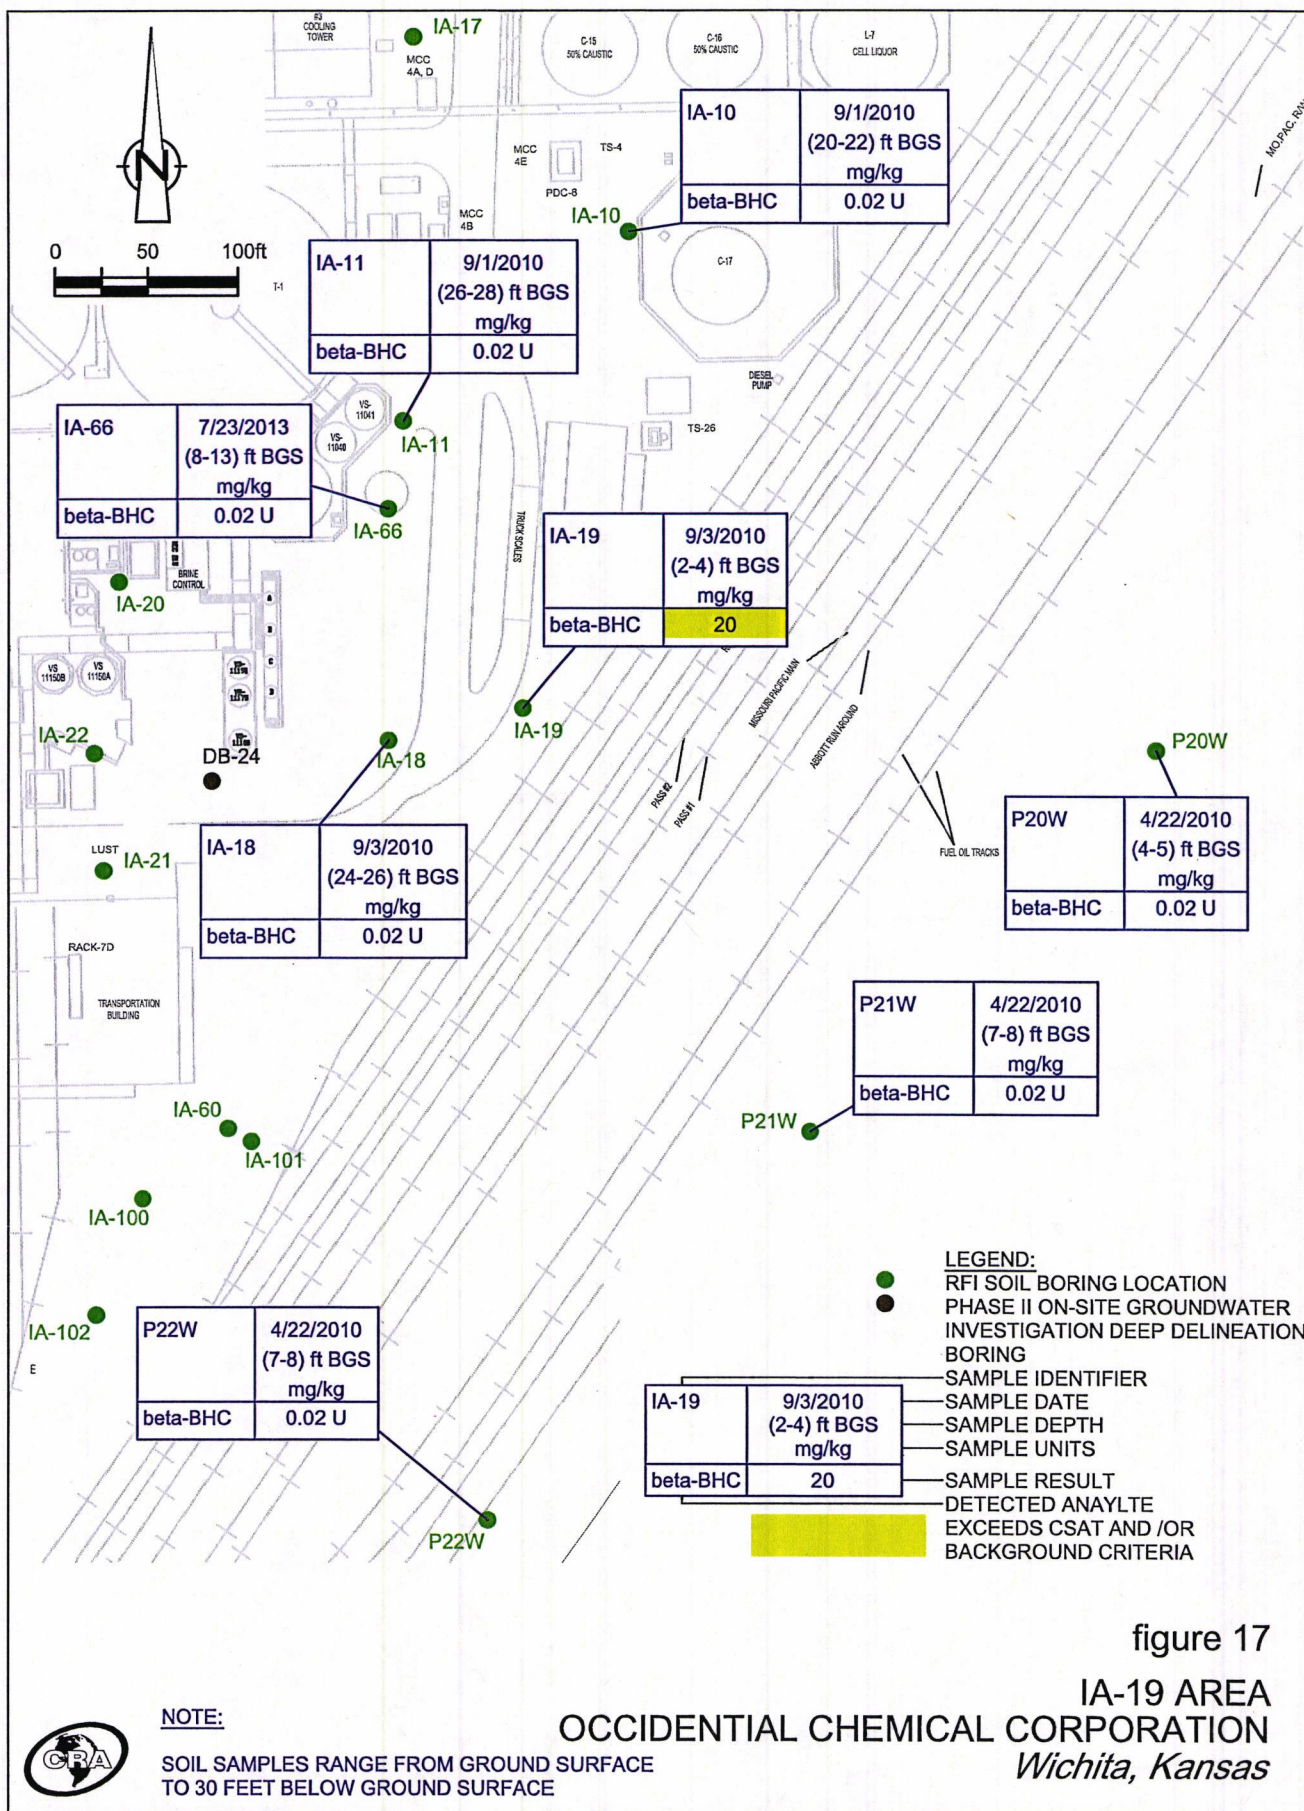 #3
COOLING
TOWER
IA-17
MCC
4A, D
C-15
50% CAUSTIC
C-16
50% CAUSTIC
L-7
CELL LIQUOR
MO.PAC. R/W
N
0 50 100ft
T-1
MCC
4E
TS-4
PDC-8
MCC
4B
IA-10
IA-10 9/1/2010
(20-22) ft BGS
mg/kg
beta-BHC 0.02 U
C-17
IA-11 9/1/2010
(26-28) ft BGS
mg/kg
beta-BHC 0.02 U
DIESEL
PUMP
TS-26
VS-
11041
VS-
11040
IA-11
IA-66 7/23/2013
(8-13) ft BGS
mg/kg
beta-BHC 0.02 U
IA-66
TRUCK SCALES
IA-19 9/3/2010
(2-4) ft BGS
mg/kg
beta-BHC 20
BRINE
CONTROL
IA-20
A
B
C
D
VS
11150B
VS
11150A
IA-22
DB-24
IA-18
IA-19
MISSOURI PACIFIC MAIN
ABBOTT RUN AROUND
PASS #2
PASS #1
FUEL OIL TRACKS
P20W
P20W 4/22/2010
(4-5) ft BGS
mg/kg
beta-BHC 0.02 U
LUST
IA-21
IA-18 9/3/2010
(24-26) ft BGS
mg/kg
beta-BHC 0.02 U
RACK-7D
TRANSPORTATION
BUILDING
P21W 4/22/2010
(7-8) ft BGS
mg/kg
beta-BHC 0.02 U
P21W
IA-60
IA-101
IA-100
IA-102
E
P22W 4/22/2010
(7-8) ft BGS
mg/kg
beta-BHC 0.02 U
P22W
LEGEND:
RFI SOIL BORING LOCATION
PHASE II ON-SITE GROUNDWATER
INVESTIGATION DEEP DELINEATION
BORING
SAMPLE IDENTIFIER
IA-19 9/3/2010 SAMPLE DATE
(2-4) ft BGS SAMPLE DEPTH
mg/kg SAMPLE UNITS
beta-BHC 20 SAMPLE RESULT
DETECTED ANAYLTE
EXCEEDS CSAT AND /OR
BACKGROUND CRITERIA
figure 17
IA-19 AREA
OCCIDENTIAL CHEMICAL CORPORATION
Wichita, Kansas
CRA
NOTE:
SOIL SAMPLES RANGE FROM GROUND SURFACE
TO 30 FEET BELOW GROUND SURFACE